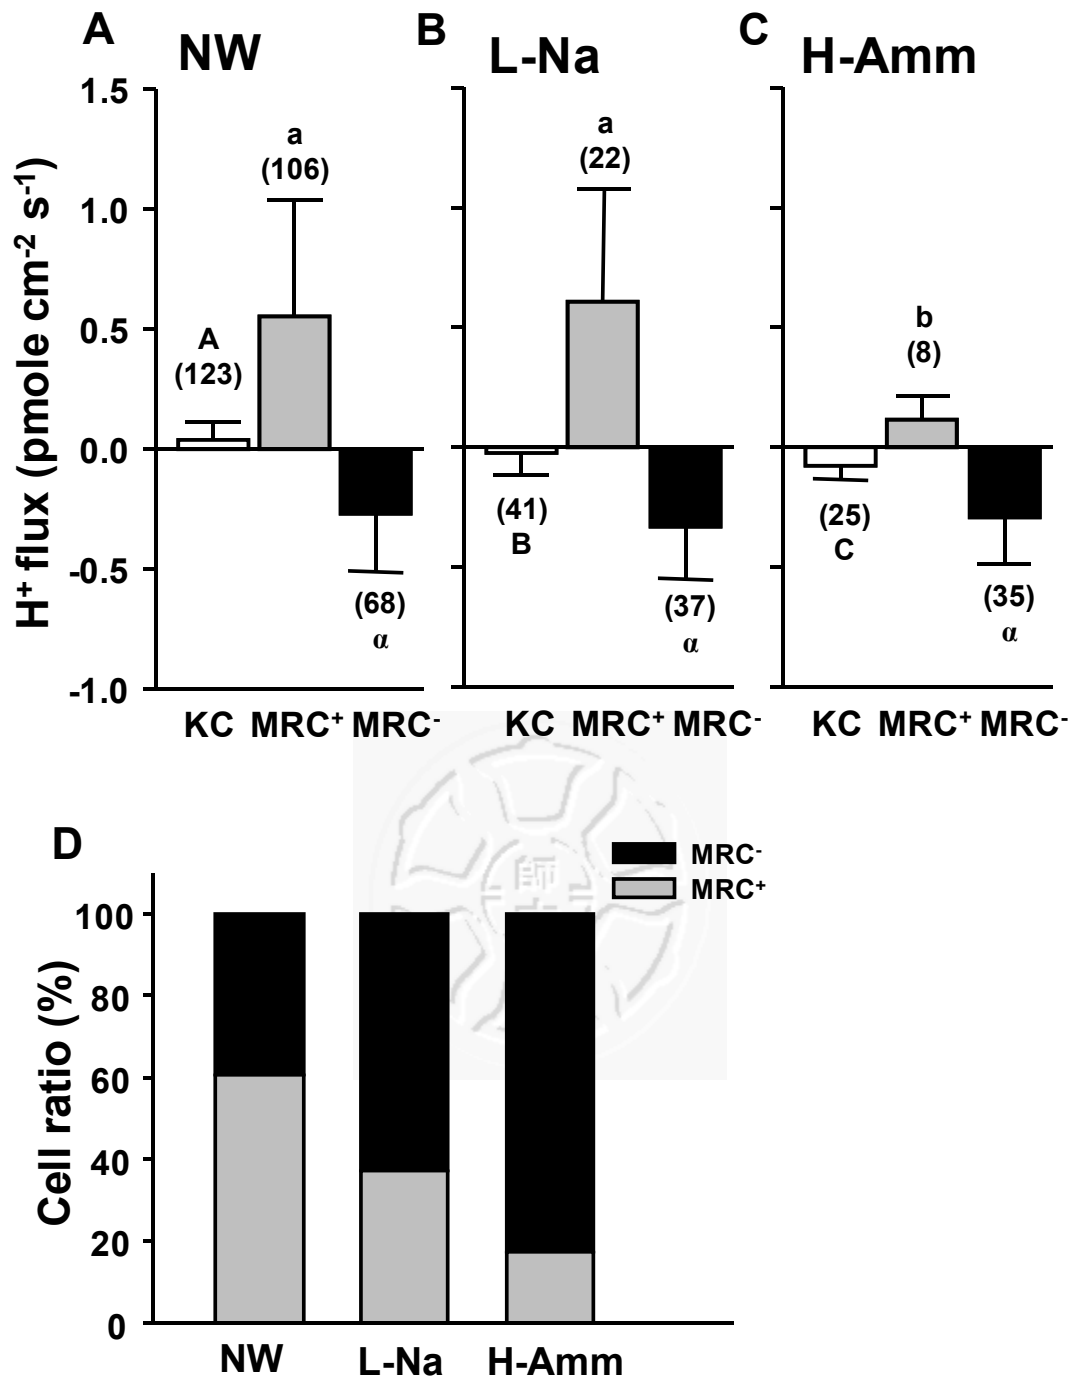 A
NW
B
L-Na
C
H-Amm
H⁺ flux (pmole cm⁻² s⁻¹)
1.5
1.0
0.5
0.0
-0.5
-1.0
A
(123)
a
(106)
(68)
α
a
(22)
(41)
B
(37)
α
b
(8)
(25)
C
(35)
α
KC MRC⁺ MRC⁻
KC MRC⁺ MRC⁻
KC MRC⁺ MRC⁻
D
MRC⁻
MRC⁺
Cell ratio (%)
100
80
60
40
20
0
NW L-Na H-Amm
師